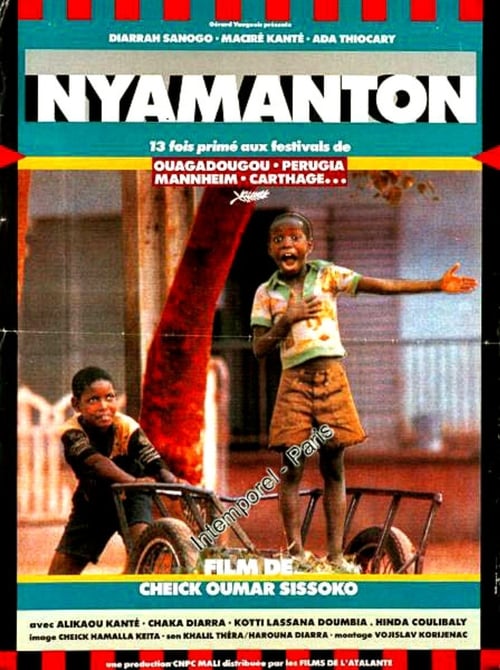 Gérard Vaugeois présente
DIARRAH SANOGO · MACIRÉ KANTÉ · ADA THIOCARY
NYAMANTON
13 fois primé aux festivals de
OUAGADOUGOU · PERUGIA
MANNHEIM · CARTHAGE...
Intemporel - Paris
FILM DE
CHEICK OUMAR SISSOKO
avec ALIKAOU KANTÉ · CHAKA DIARRA · KOTTI LASSANA DOUMBIA . HINDA COULIBALY
image CHEICK HAMALLA KEITA · son KHALIL THÉRA/HAROUNA DIARRA · montage VOJISLAV KORIJENAC
une production CNPC MALI distribuée par les FILMS DE L'ATALANTE